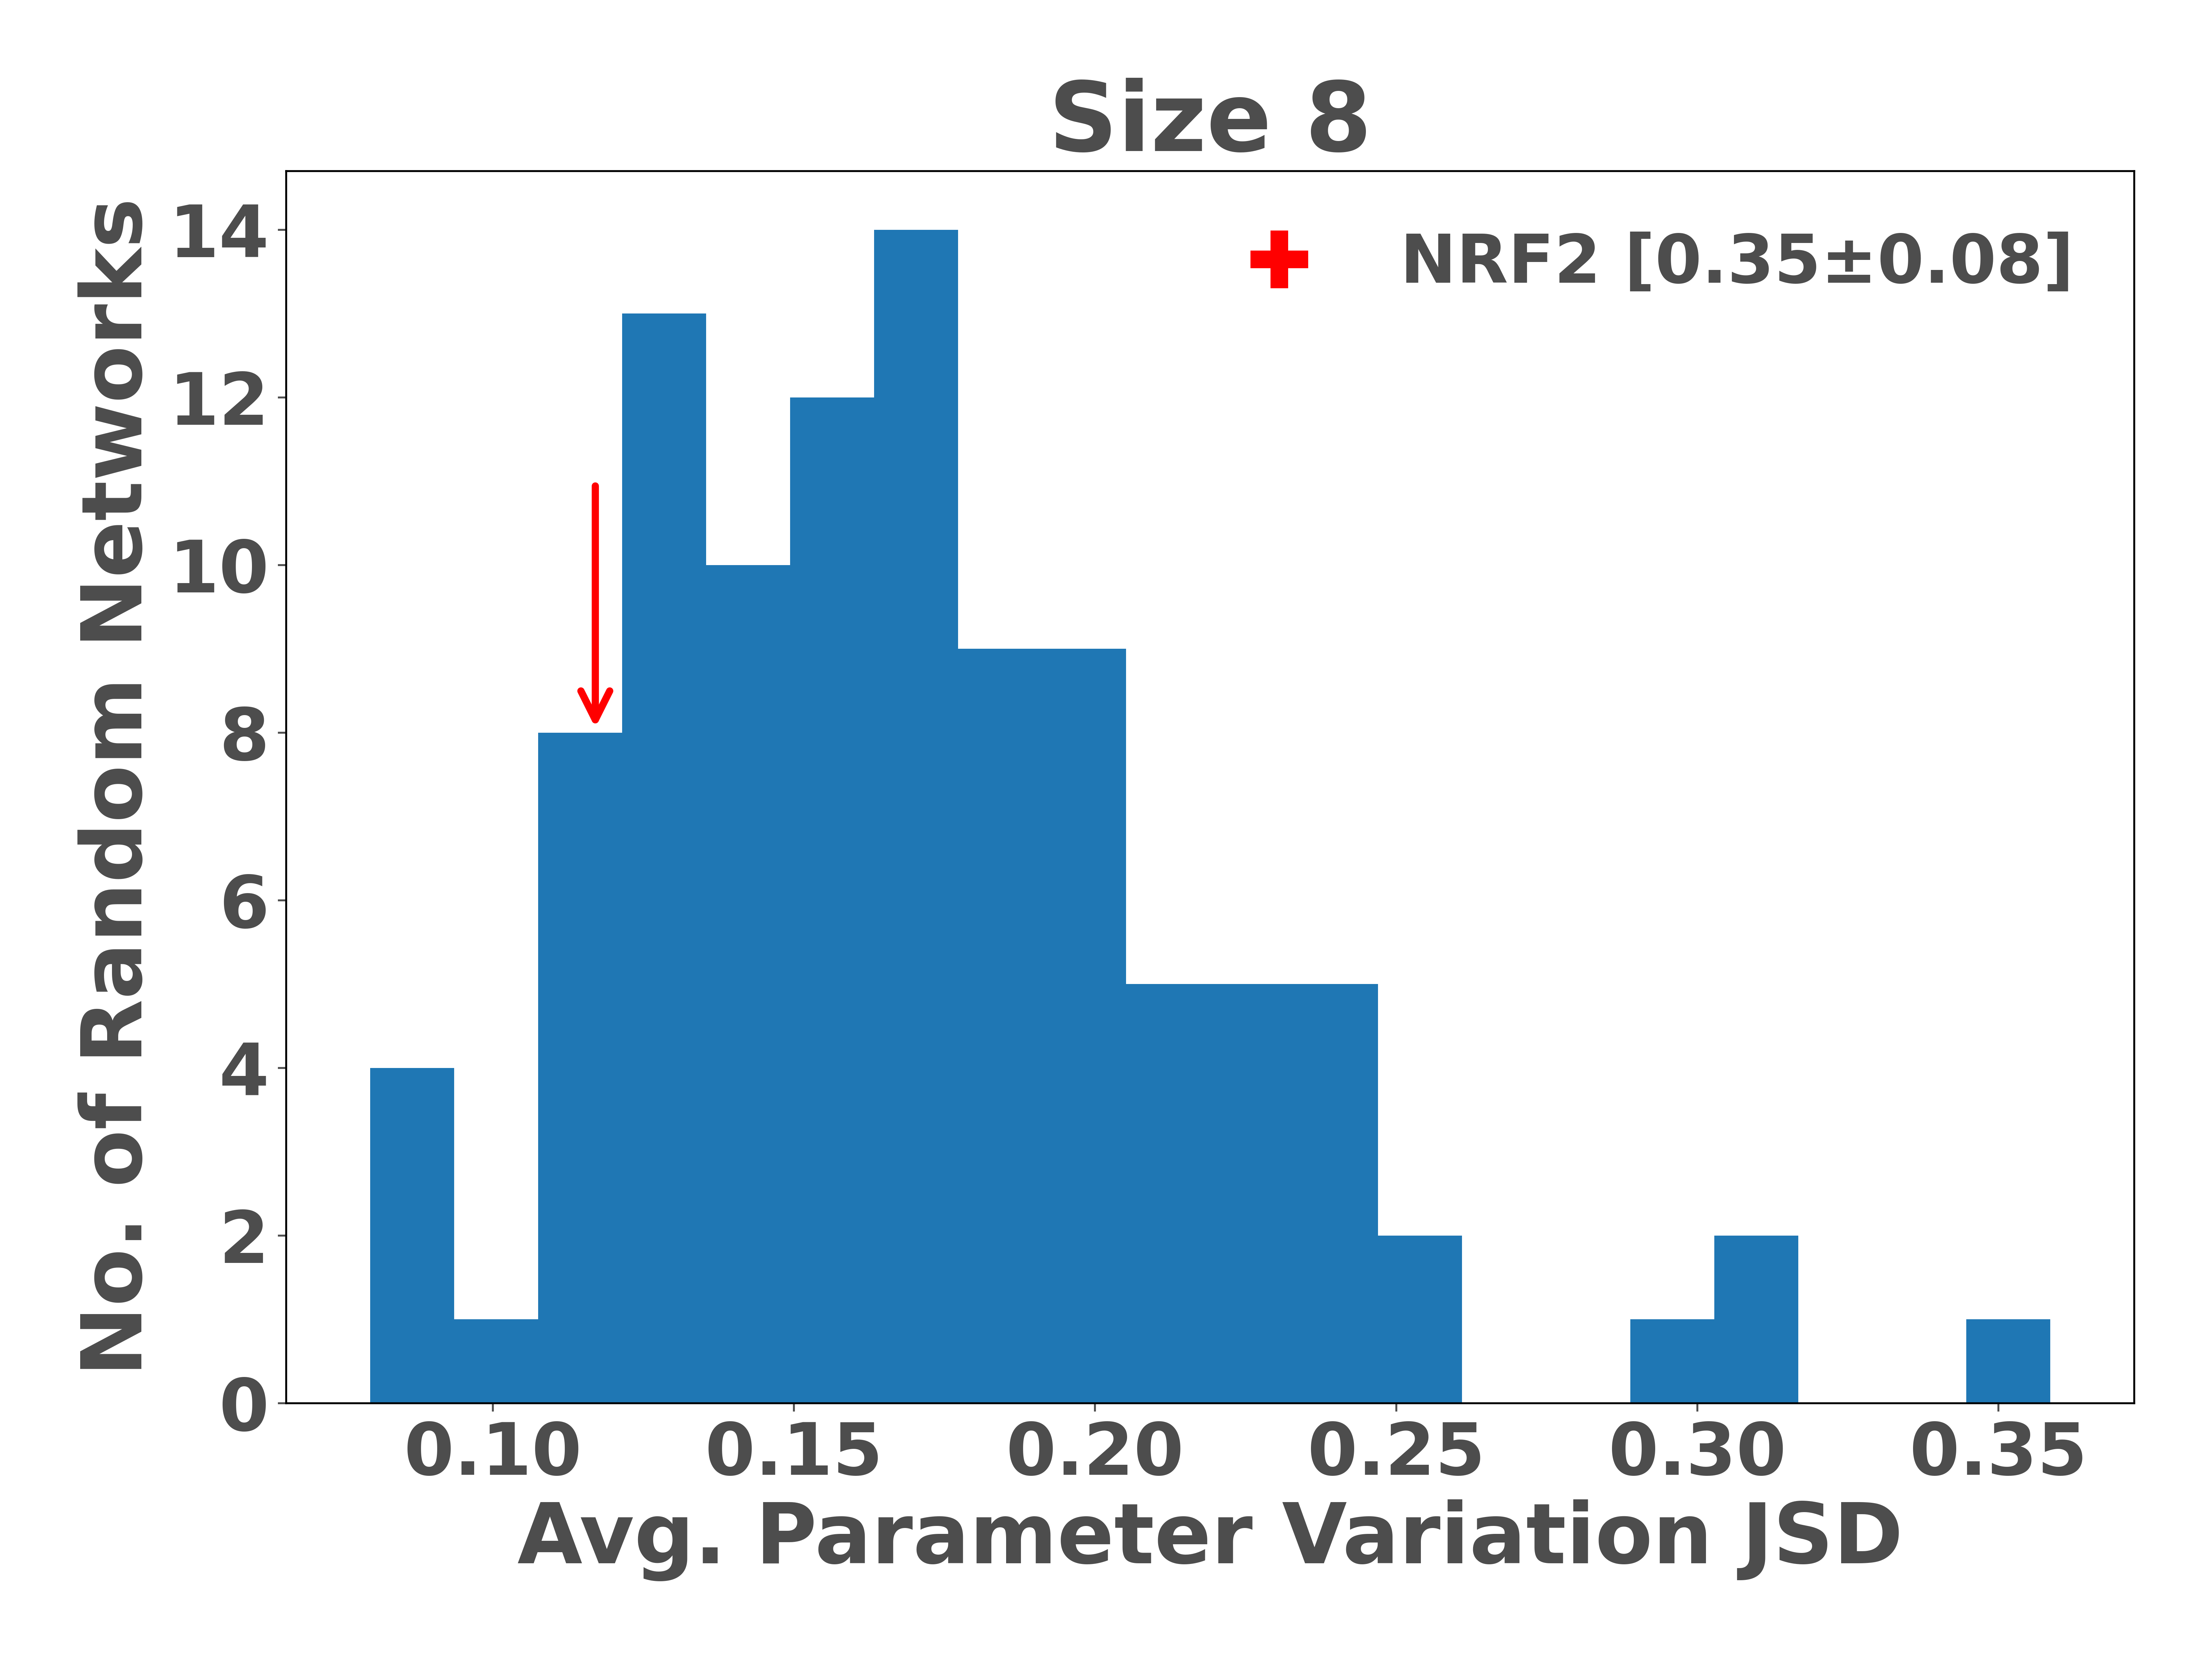 Size 8
NRF2 [0.35±0.08]
No. of Random Networks
14
12
10
8
6
4
2
0
0.10 0.15 0.20 0.25 0.30 0.35
Avg. Parameter Variation JSD